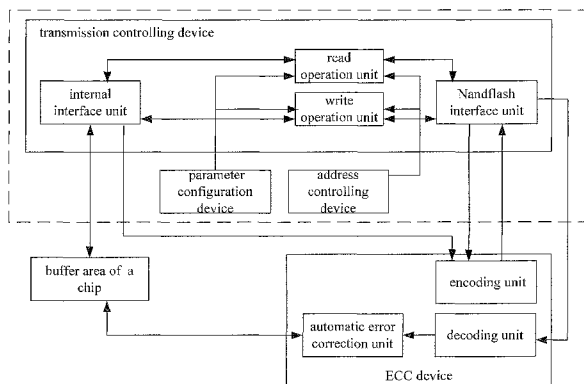 transmission controlling device
read
operation unit
internal
interface unit
Nandflash
interface unit
write
operation unit
parameter
configuration
device
address
controlling
device
buffer area of a
chip
encoding unit
automatic error
correction unit
decoding unit
ECC device